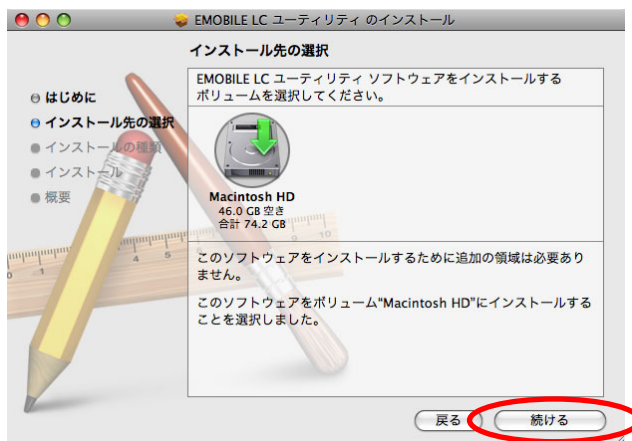 EMOBILE LC ユーティリティ のインストール
インストール先の選択
はじめに
インストール先の選択
インストールの種類
インストール
概要
EMOBILE LC ユーティリティ ソフトウェアをインストールする
ボリュームを選択してください。
Macintosh HD
46.0 GB 空き
合計 74.2 GB
このソフトウェアをインストールするために追加の領域は必要あり
ません。
このソフトウェアをボリューム"Macintosh HD"にインストールする
ことを選択しました。
戻る
続ける